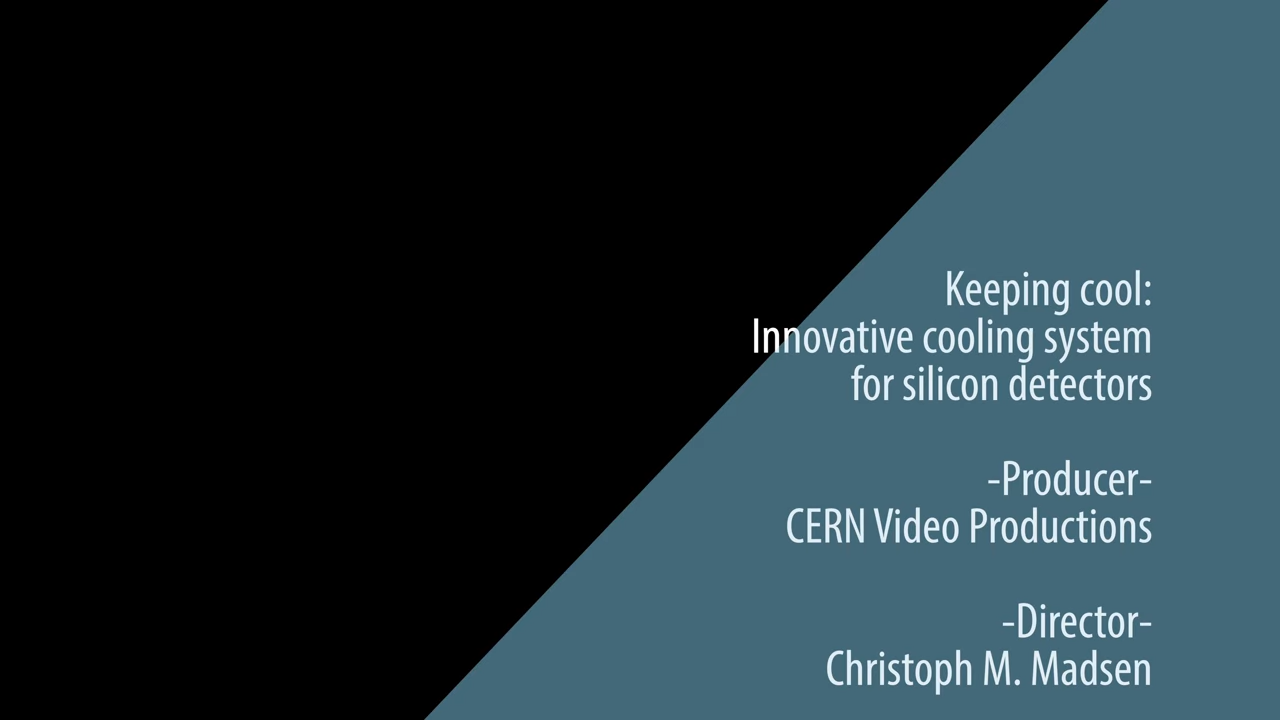 Keeping cool:
Innovative cooling system
for silicon detectors
-Producer-
CERN Video Productions
-Director-
Christoph M. Madsen